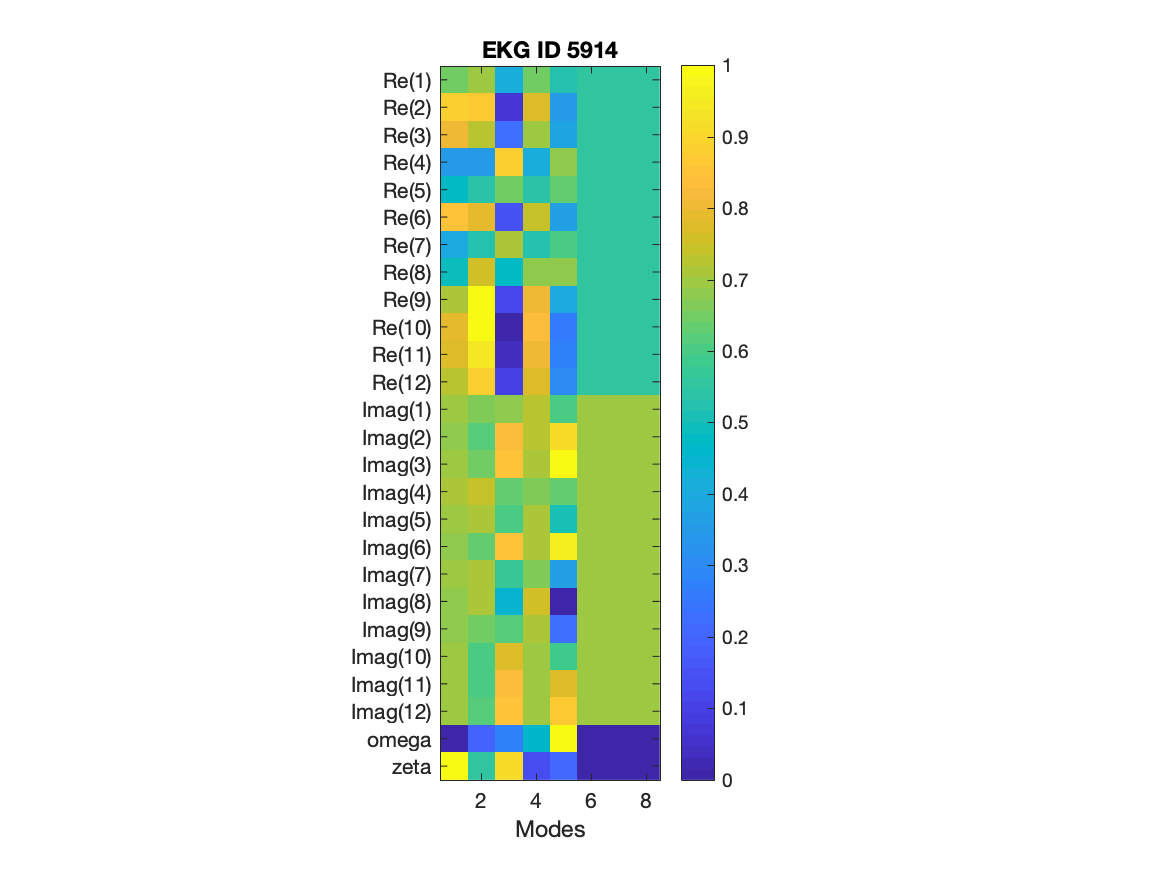 EKG ID 5914
Re(1)
Re(2)
Re(3)
Re(4)
Re(5)
Re(6)
Re(7)
Re(8)
Re(9)
Re(10)
Re(11)
Re(12)
Imag(1)
Imag(2)
Imag(3)
Imag(4)
Imag(5)
Imag(6)
Imag(7)
Imag(8)
Imag(9)
Imag(10)
Imag(11)
Imag(12)
omega
zeta
2 4 6 8
Modes
1
0.9
0.8
0.7
0.6
0.5
0.4
0.3
0.2
0.1
0